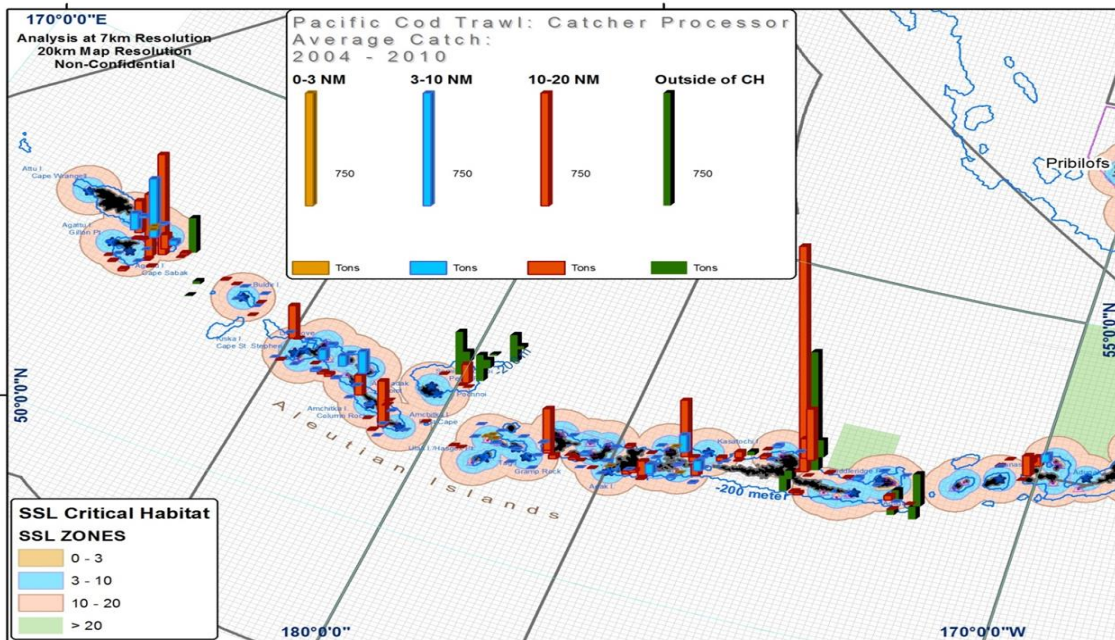 170°0'0"E
Analysis at 7km Resolution
20km Map Resolution
Non-Confidential
Pacific Cod Trawl: Catcher Processor
Average Catch:
2004 - 2010
0-3 NM 3-10 NM 10-20 NM Outside of CH
750 750 750 750
Tons Tons Tons Tons
Pribilofs
55°0'0"N
50°0'0"N
Attu I.
Cape Wrangell
Agattu I.
Gillon Pt
Cape Sabak
Buldir I
Kiska I.
Cape St. Stephen
Amchitka I.
Column Rock
Amchitka I.
East Cape
Gramp Rock
Kasatochi I
-200 meter
Aleutian Islands
SSL Critical Habitat
SSL ZONES
0 - 3
3 - 10
10 - 20
> 20
180°0'0"
170°0'0"W